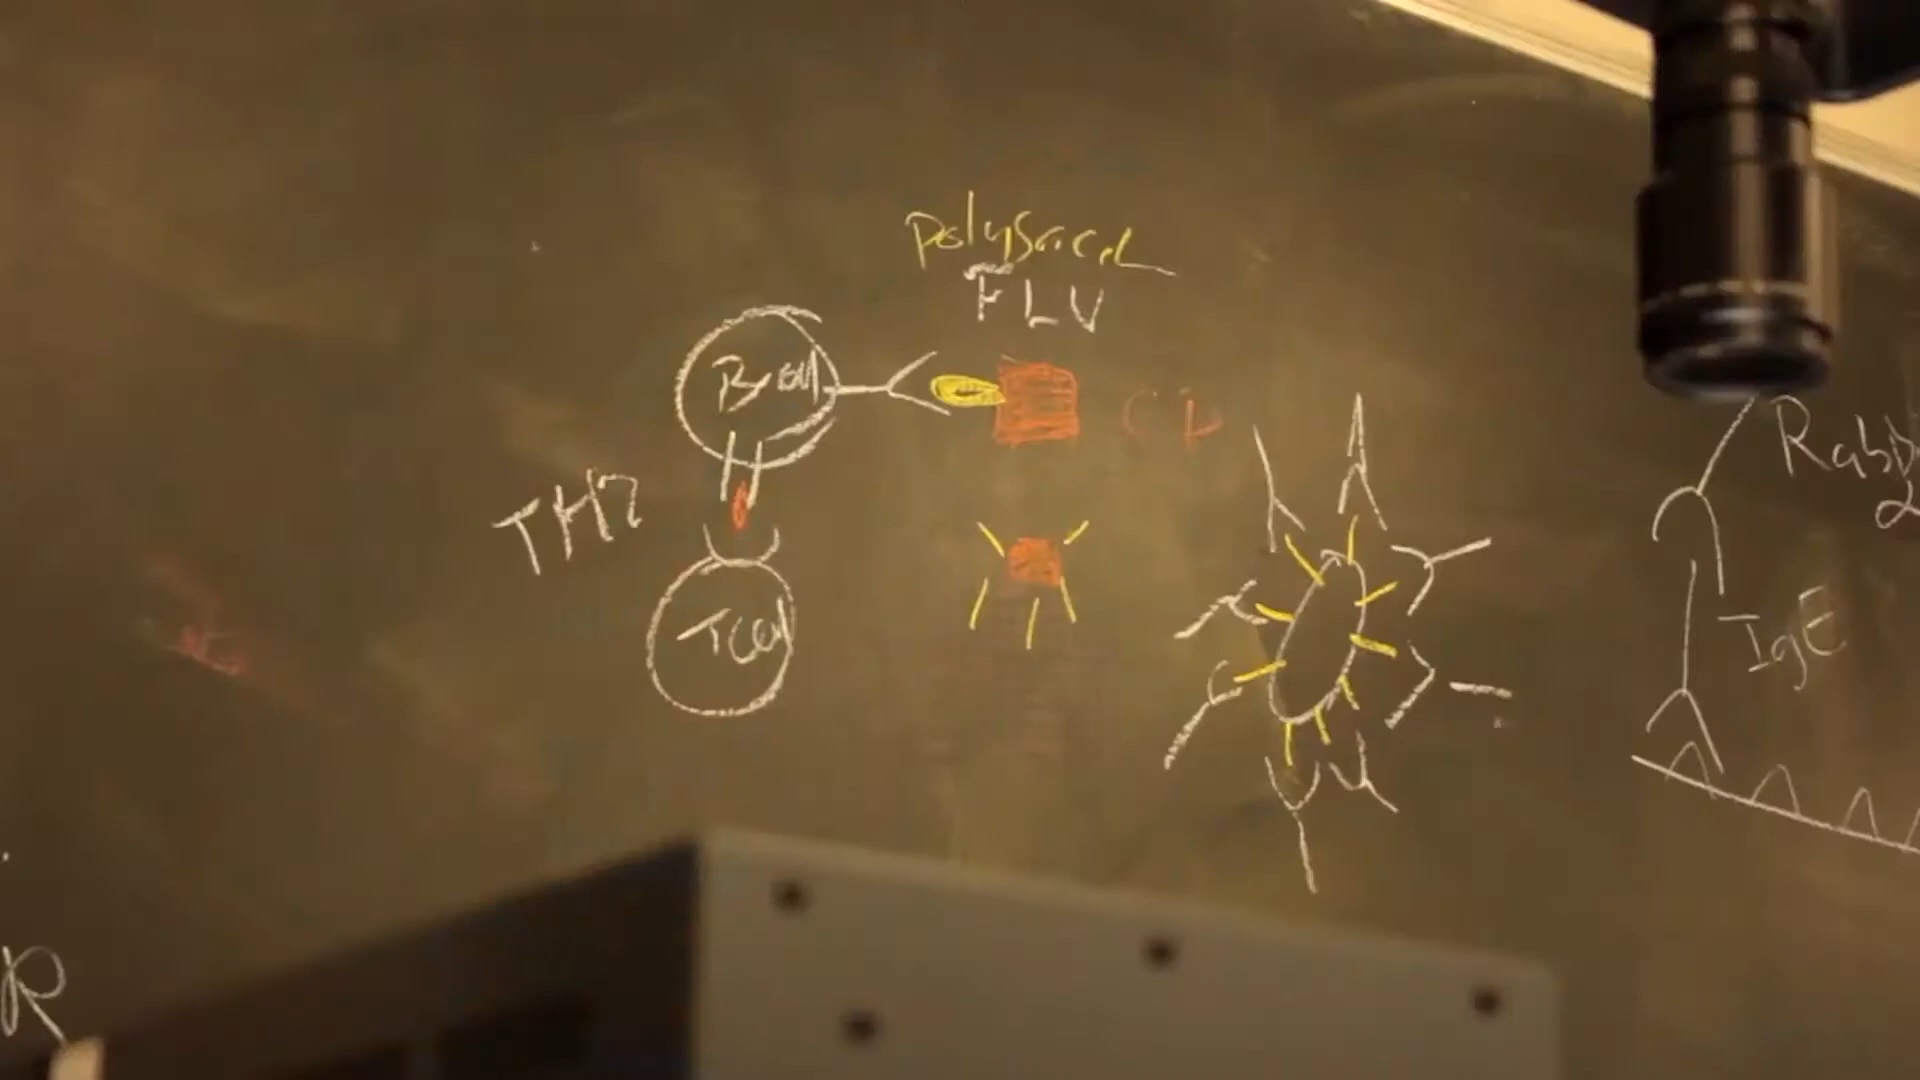 Polysacch
FLU
B cell
TH2
T cell
IgE
R